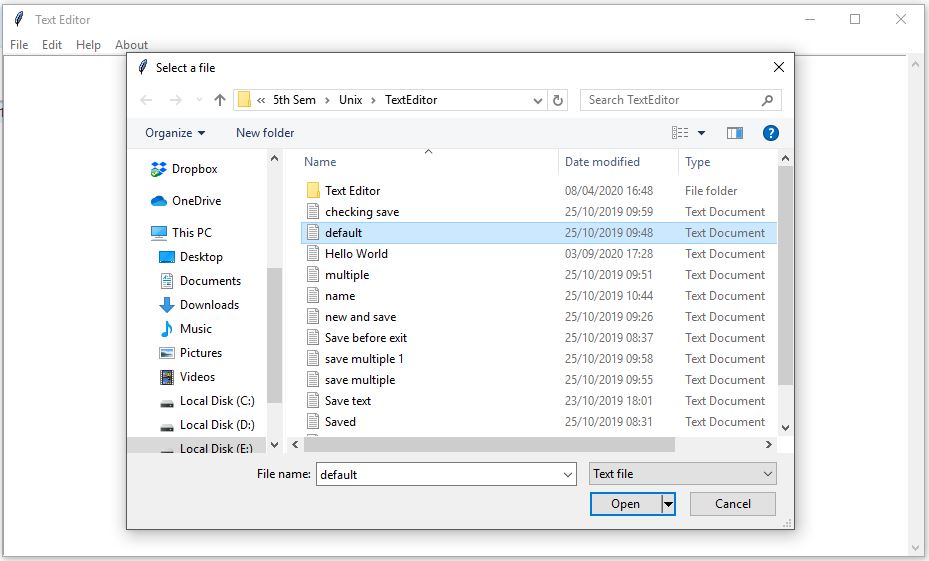 Text Editor
File Edit Help About
Select a file
« 5th Sem > Unix > TextEditor
Search TextEditor
Organize New folder
Dropbox
OneDrive
This PC
Desktop
Documents
Downloads
Music
Pictures
Videos
Local Disk (C:)
Local Disk (D:)
Local Disk (E:)
Name Date modified Type
Text Editor 08/04/2020 16:48 File folder
checking save 25/10/2019 09:59 Text Document
default 25/10/2019 09:48 Text Document
Hello World 03/09/2020 17:28 Text Document
multiple 25/10/2019 09:51 Text Document
name 25/10/2019 10:44 Text Document
new and save 25/10/2019 09:26 Text Document
Save before exit 25/10/2019 08:37 Text Document
save multiple 1 25/10/2019 09:58 Text Document
save multiple 25/10/2019 09:55 Text Document
Save text 23/10/2019 18:01 Text Document
Saved 25/10/2019 08:31 Text Document
File name: default Text file
Open Cancel